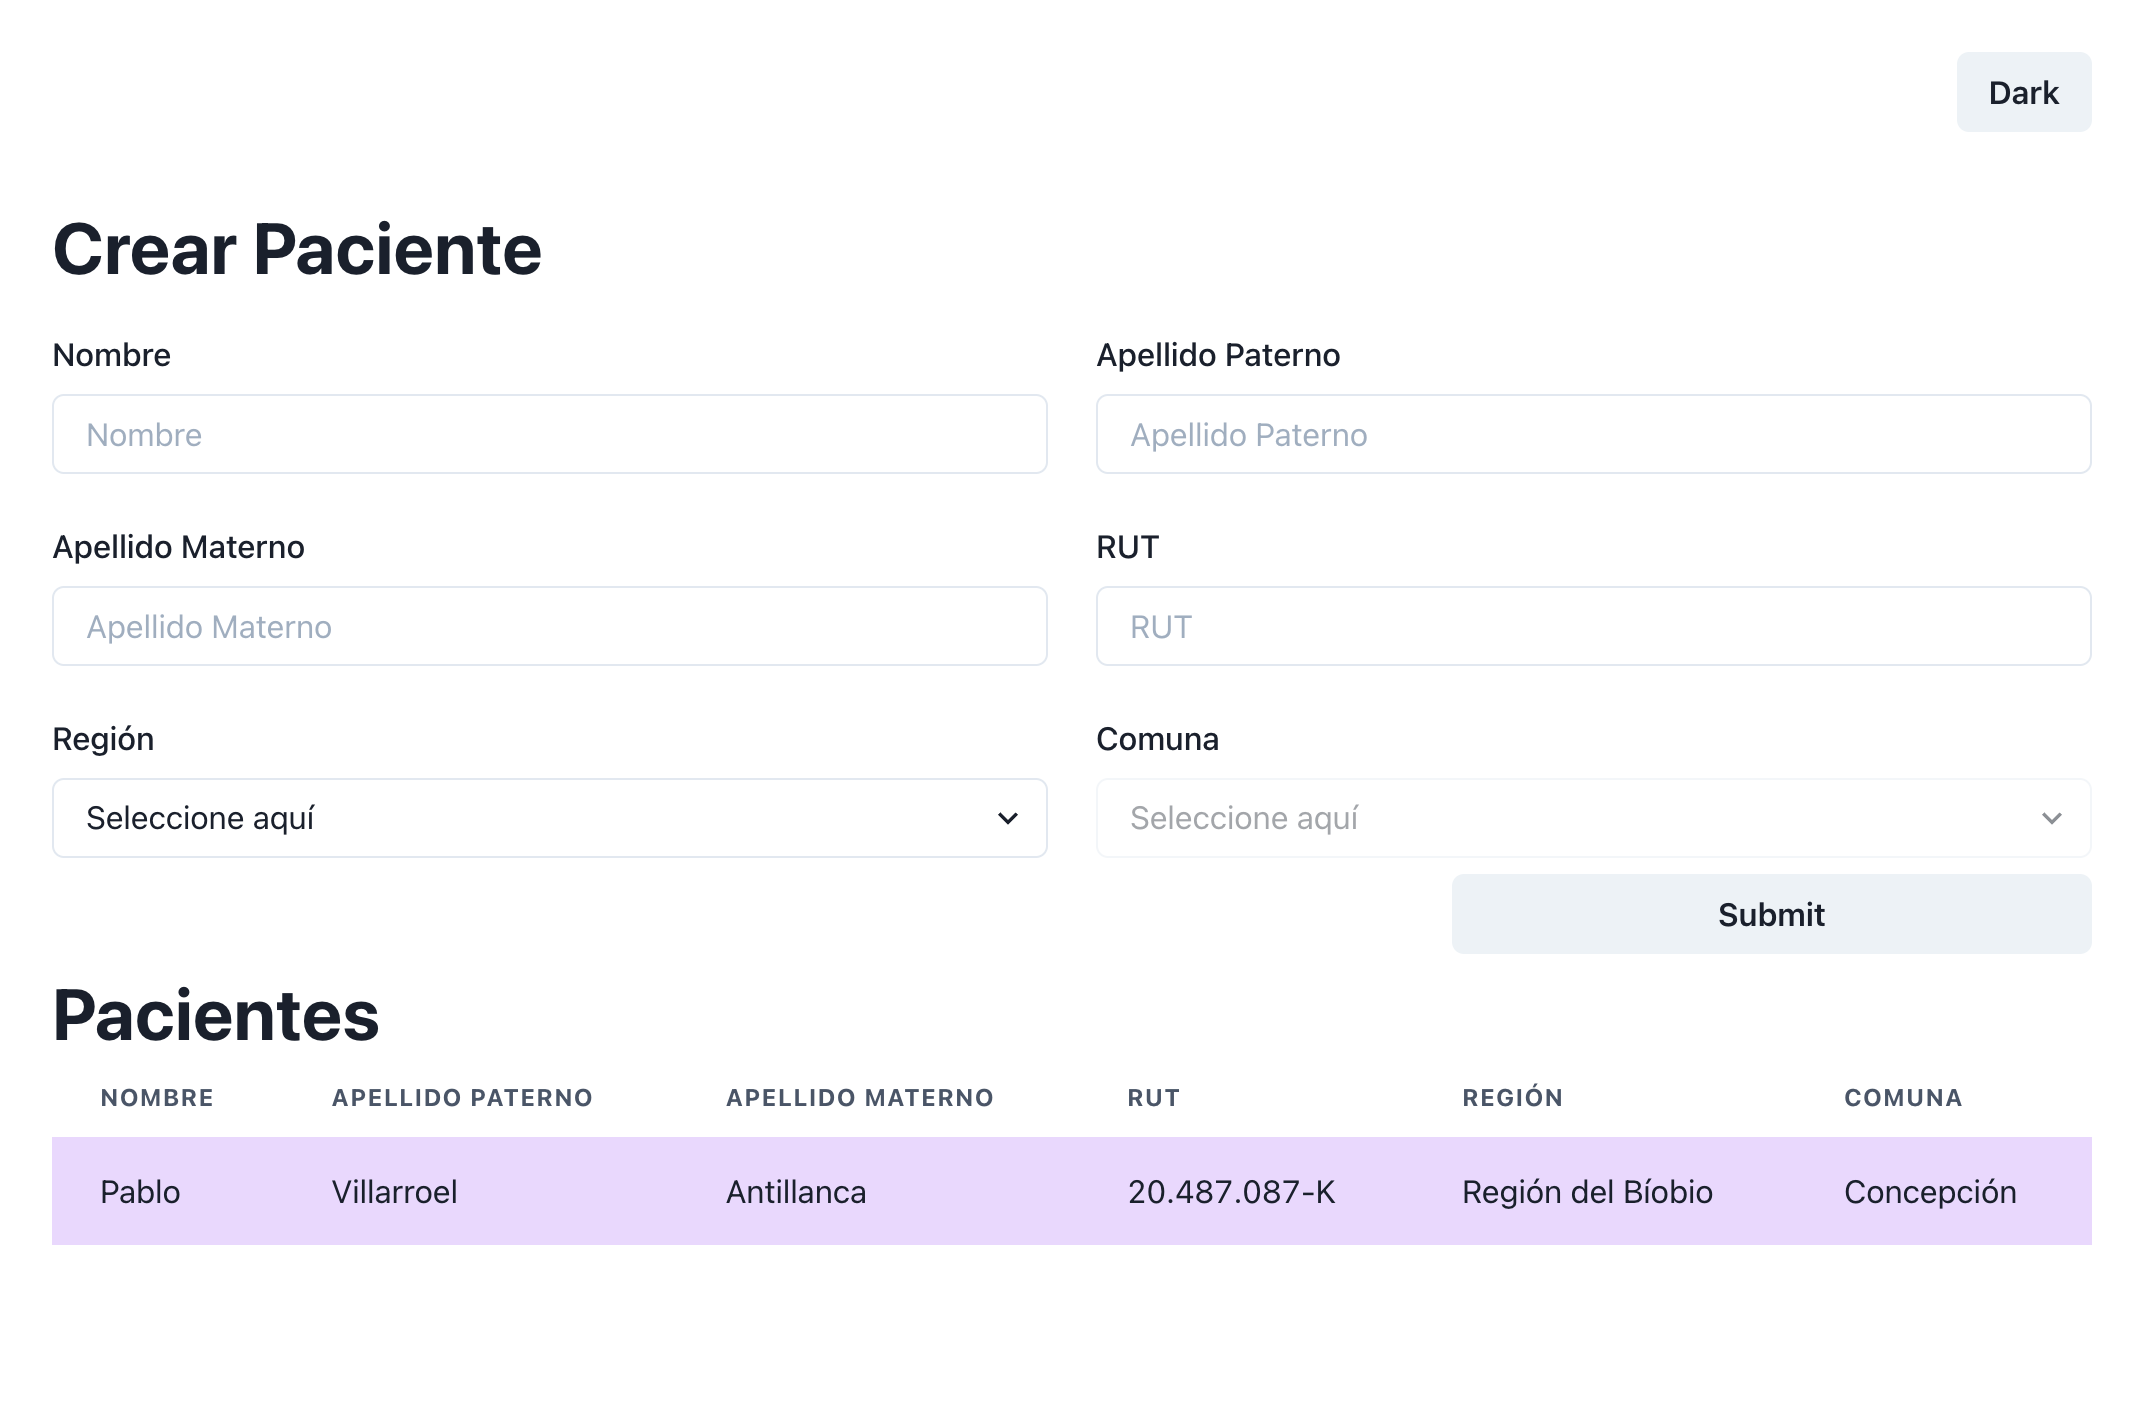 Dark
Crear Paciente
Nombre Apellido Paterno
Nombre Apellido Paterno
Apellido Materno RUT
Apellido Materno RUT
Región Comuna
Seleccione aquí Seleccione aquí
Submit
Pacientes
NOMBRE APELLIDO PATERNO APELLIDO MATERNO RUT REGIÓN COMUNA
Pablo Villarroel Antillanca 20.487.087-K Región del Bíobio Concepción